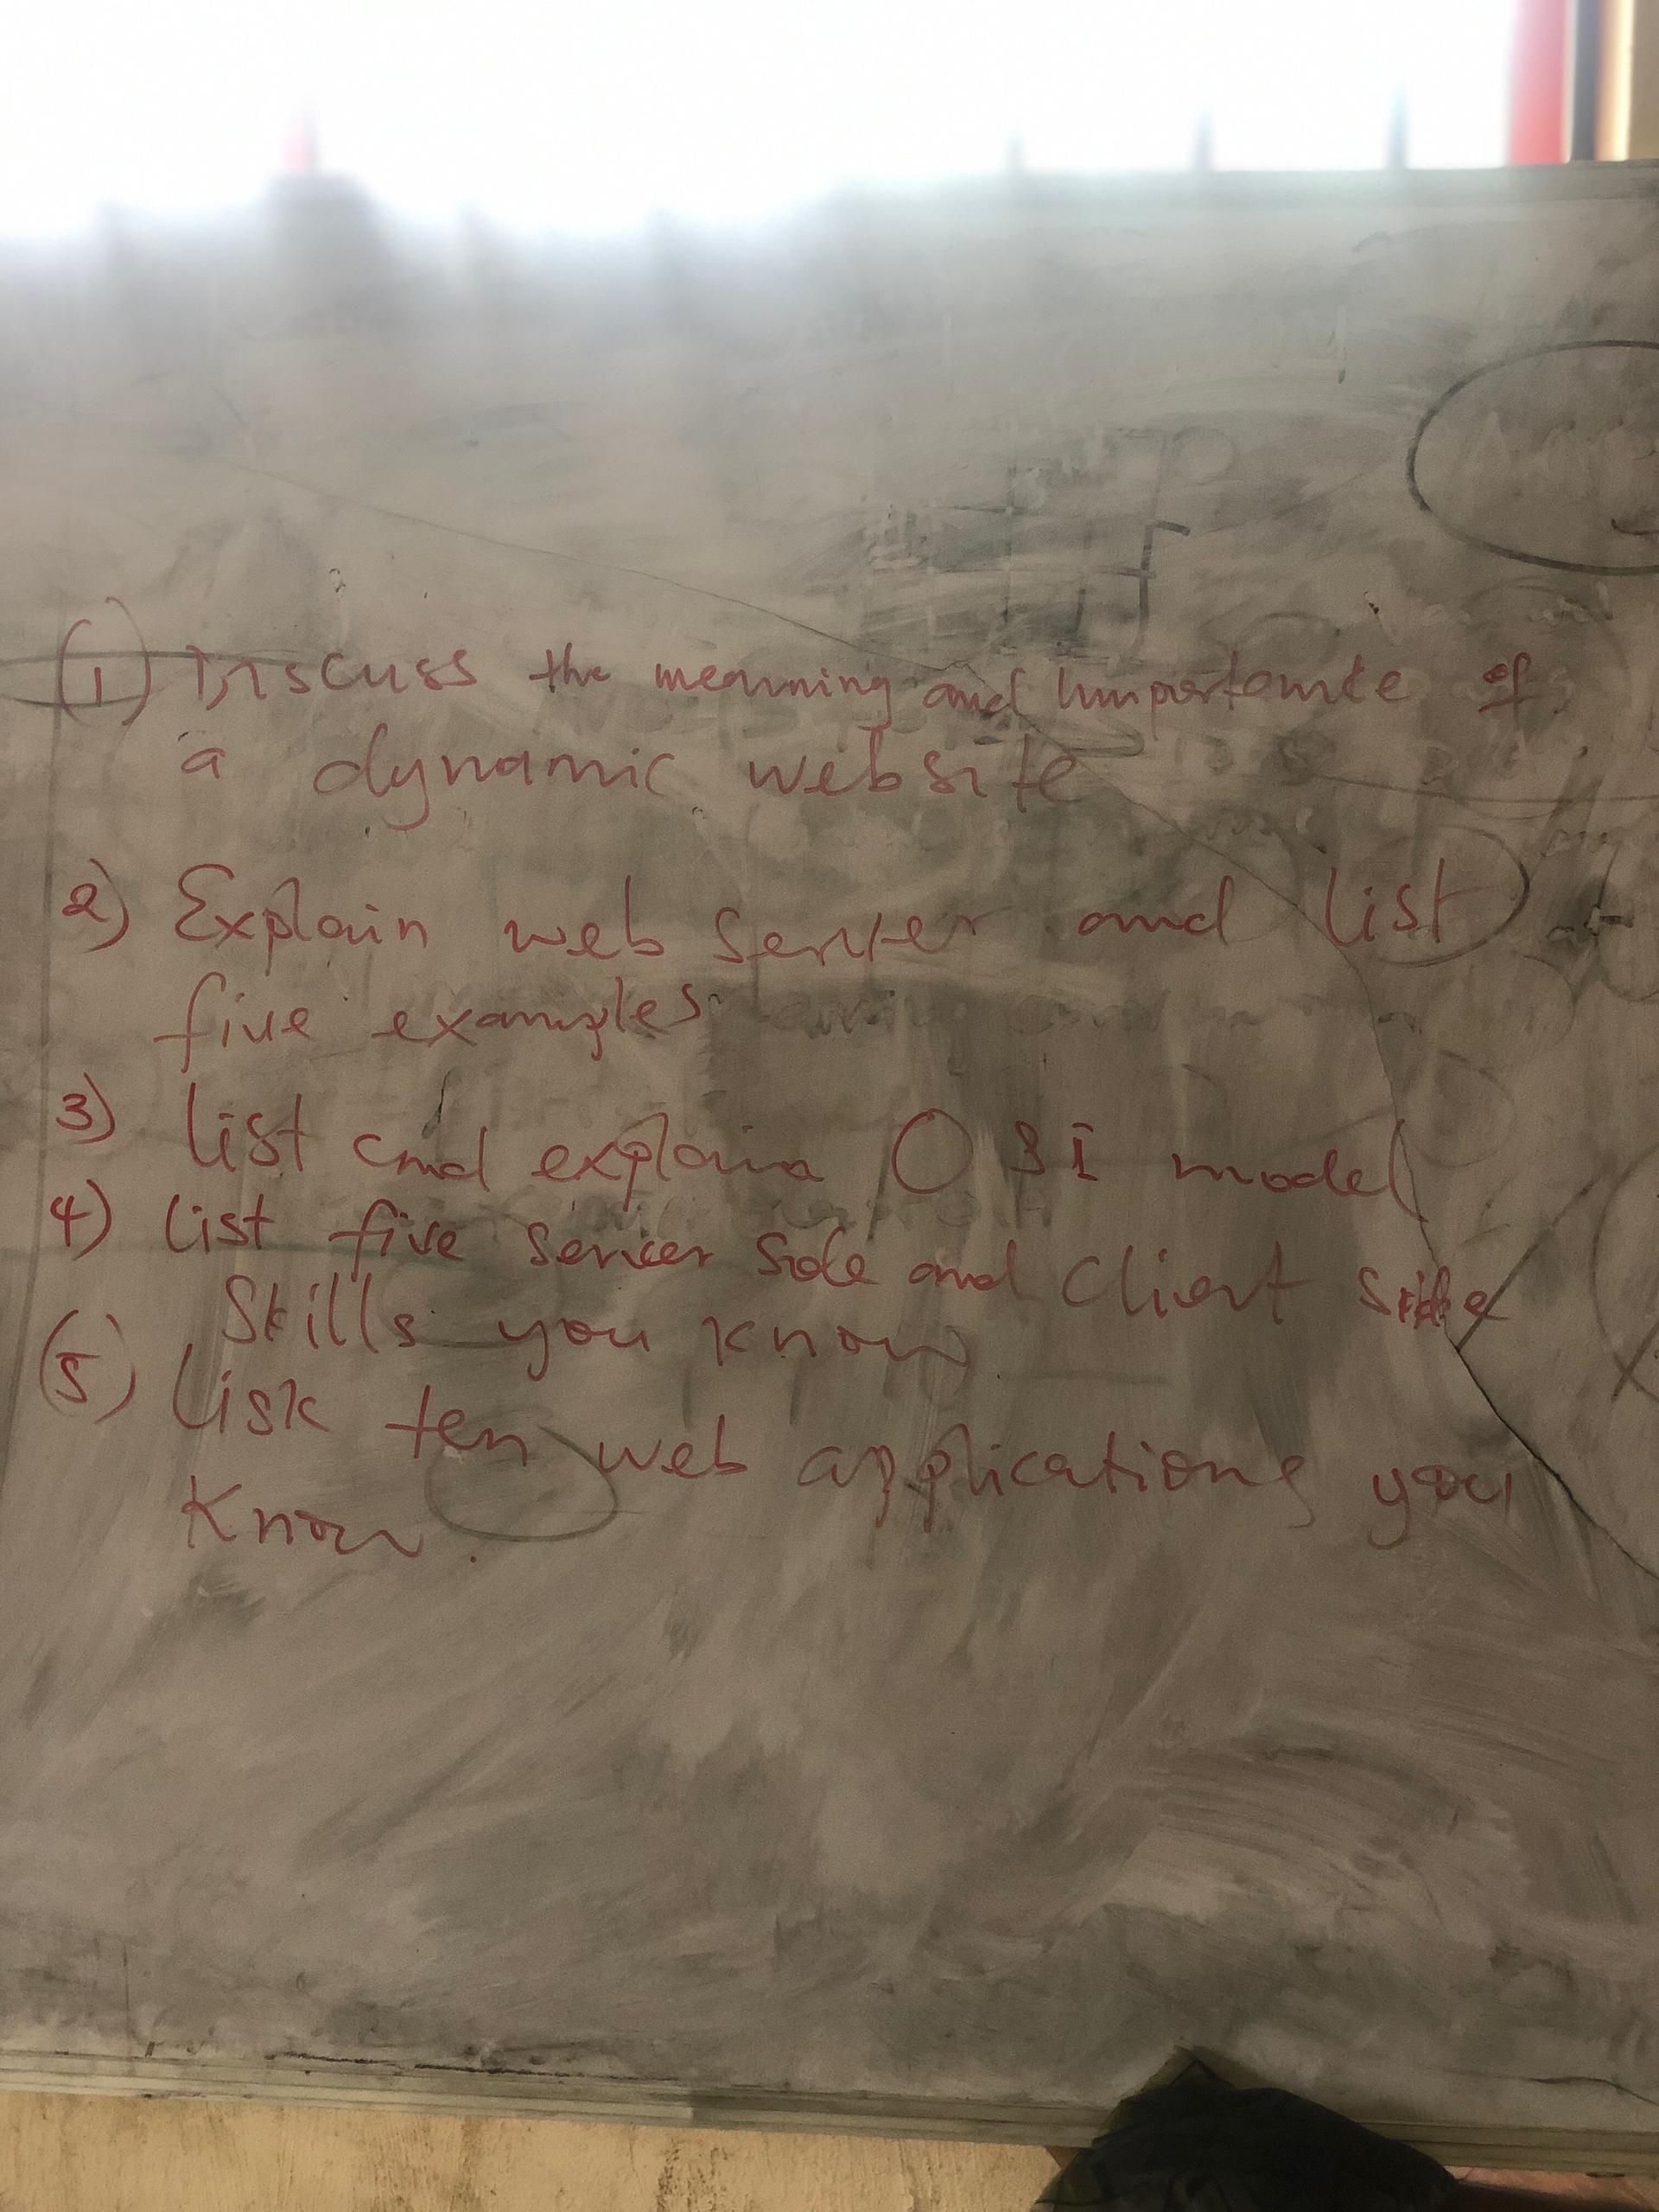 (1) Discuss the meaning and importance of
a dynamic website
2) Explain web server and list
five examples
3) list and explain OSI model
4) list five server side and Client side
Skills you know
(5) List ten web applications you
Know.